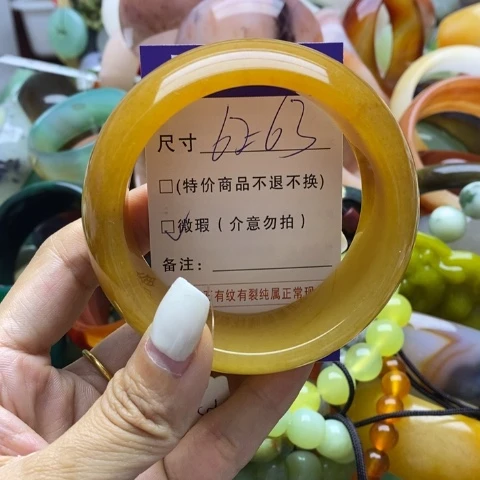 尺寸 62-63
□(特价商品不退不换)
☑微瑕(介意勿拍)
备注:
有纹有裂纯属正常现